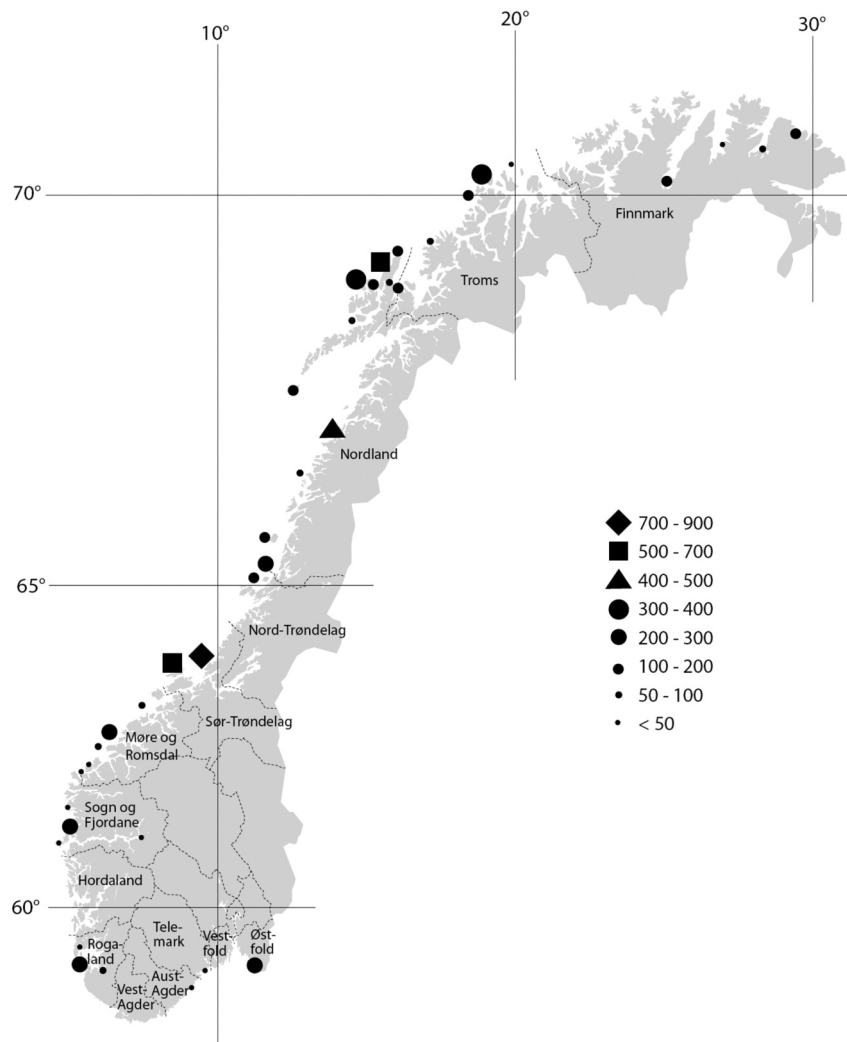 10°
20°
30°
70°
Finnmark
Troms
Nordland
700 - 900
500 - 700
400 - 500
300 - 400
200 - 300
100 - 200
50 - 100
< 50
65°
Nord-Trøndelag
Sør-Trøndelag
Møre og
Romsdal
Sogn og
Fjordane
Hordaland
60°
Tele-
mark
Vest-
fold
Øst-
fold
Roga-
land
Aust-
Agder
Vest-
Agder